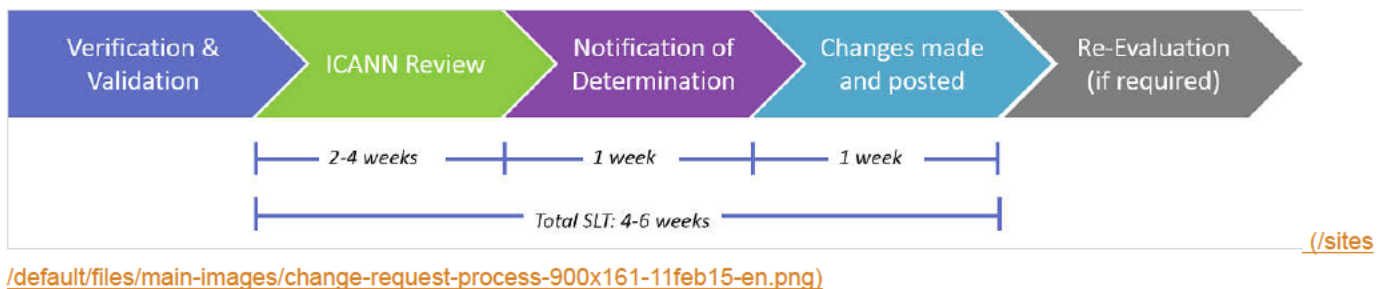 Verification &
Validation
ICANN Review
Notification of
Determination
Changes made
and posted
Re-Evaluation
(if required)
2-4 weeks
1 week
1 week
Total SLT: 4-6 weeks
(/sites
/default/files/main-images/change-request-process-900x161-11feb15-en.png)